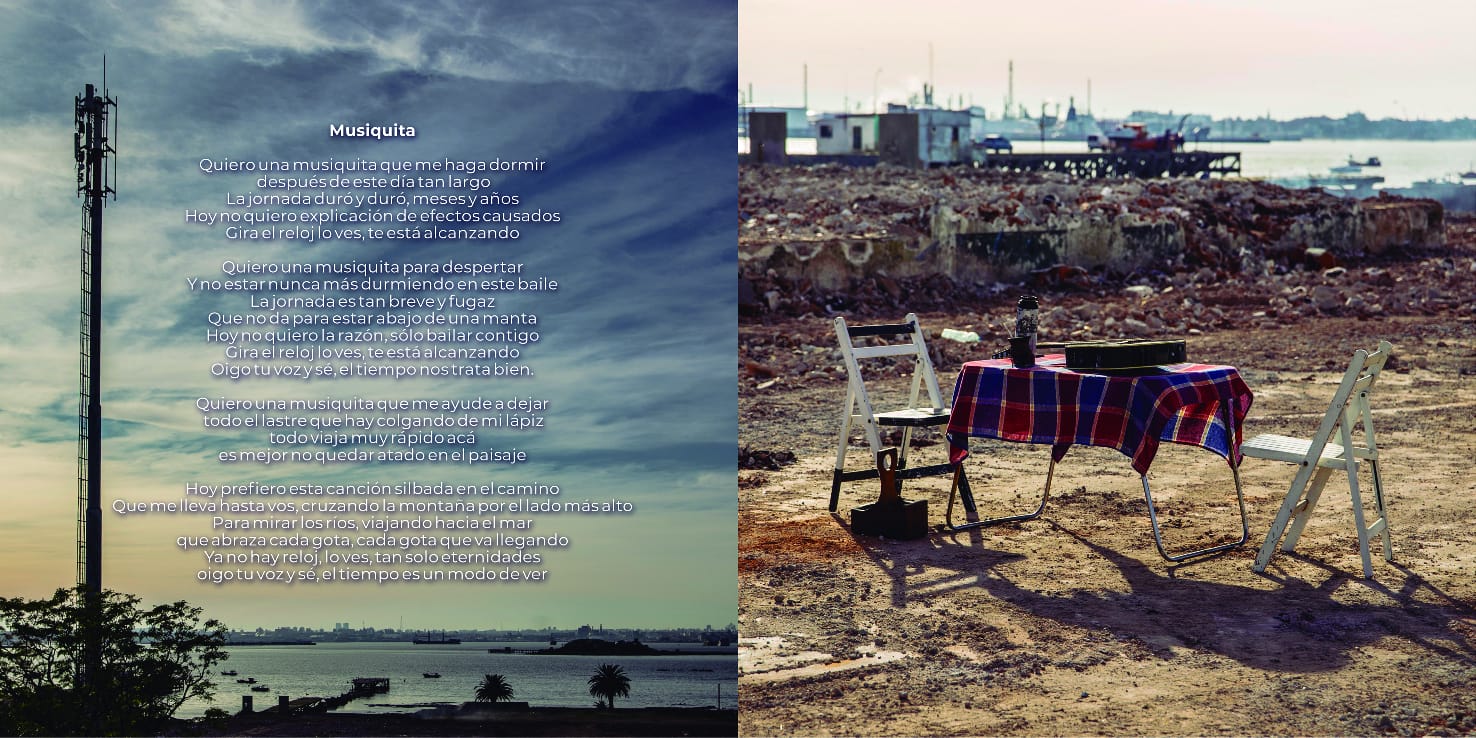 Musiquita
Quiero una musiquita que me haga dormir
después de este día tan largo
La jornada duró y duró, meses y años
Hoy no quiero explicación de efectos causados
Gira el reloj lo ves, te está alcanzando
Quiero una musiquita para despertar
Y no estar nunca más durmiendo en este baile
La jornada es tan breve y fugaz
Que no da para estar abajo de una manta
Hoy no quiero la razón, sólo bailar contigo
Gira el reloj lo ves, te está alcanzando
Oigo tu voz y sé, el tiempo nos trata bien.
Quiero una musiquita que me ayude a dejar
todo el lastre que hay colgando de mi lápiz
todo viaja muy rápido acá
es mejor no quedar atado en el paisaje
Hoy prefiero esta canción silbada en el camino
Que me lleva hasta vos, cruzando la montaña por el lado más alto
Para mirar los ríos, viajando hacia el mar
que abraza cada gota, cada gota que va llegando
Ya no hay reloj, lo ves, tan solo eternidades
oigo tu voz y sé, el tiempo es un modo de ver